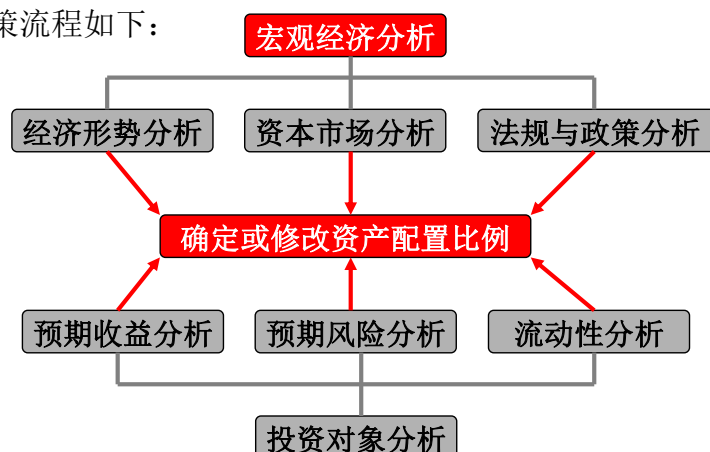 策流程如下：
宏观经济分析
经济形势分析
资本市场分析
法规与政策分析
确定或修改资产配置比例
预期收益分析
预期风险分析
流动性分析
投资对象分析